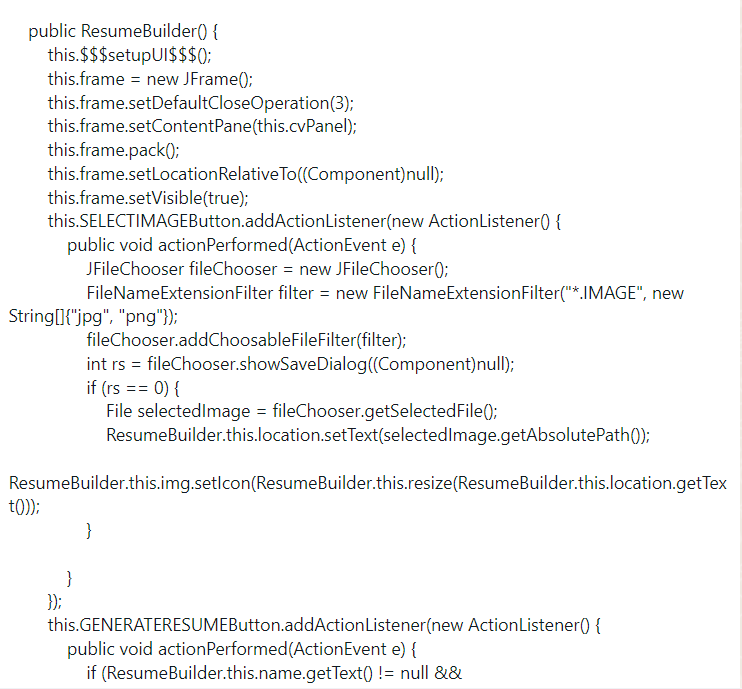 public ResumeBuilder() {
this.$$$setupUI$$$();
this.frame = new JFrame();
this.frame.setDefaultCloseOperation(3);
this.frame.setContentPane(this.cvPanel);
this.frame.pack();
this.frame.setLocationRelativeTo((Component)null);
this.frame.setVisible(true);
this.SELECTIMAGEButton.addActionListener(new ActionListener() {
public void actionPerformed(ActionEvent e) {
JFileChooser fileChooser = new JFileChooser();
FileNameExtensionFilter filter = new FileNameExtensionFilter("*.IMAGE", new
String[]{"jpg", "png"});
fileChooser.addChoosableFileFilter(filter);
int rs = fileChooser.showSaveDialog((Component)null);
if (rs == 0) {
File selectedImage = fileChooser.getSelectedFile();
ResumeBuilder.this.location.setText(selectedImage.getAbsolutePath());
ResumeBuilder.this.img.setIcon(ResumeBuilder.this.resize(ResumeBuilder.this.location.getTex
t()));
}
}
});
this.GENERATERESUMEButton.addActionListener(new ActionListener() {
public void actionPerformed(ActionEvent e) {
if (ResumeBuilder.this.name.getText() != null &&